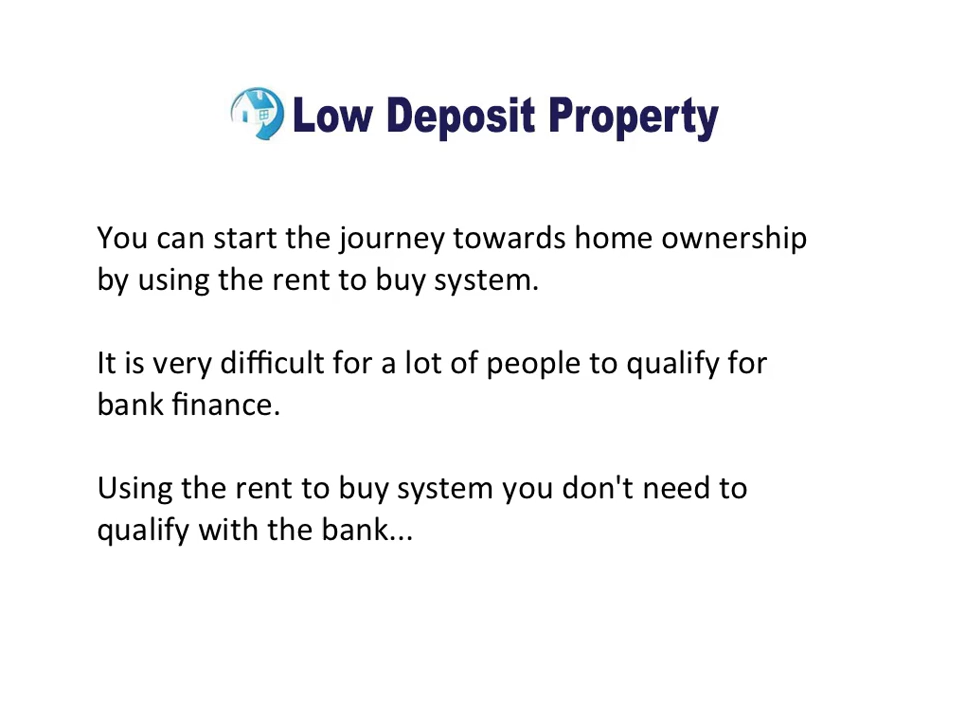 Low Deposit Property
You can start the journey towards home ownership
by using the rent to buy system.
It is very difficult for a lot of people to qualify for
bank finance.
Using the rent to buy system you don't need to
qualify with the bank...